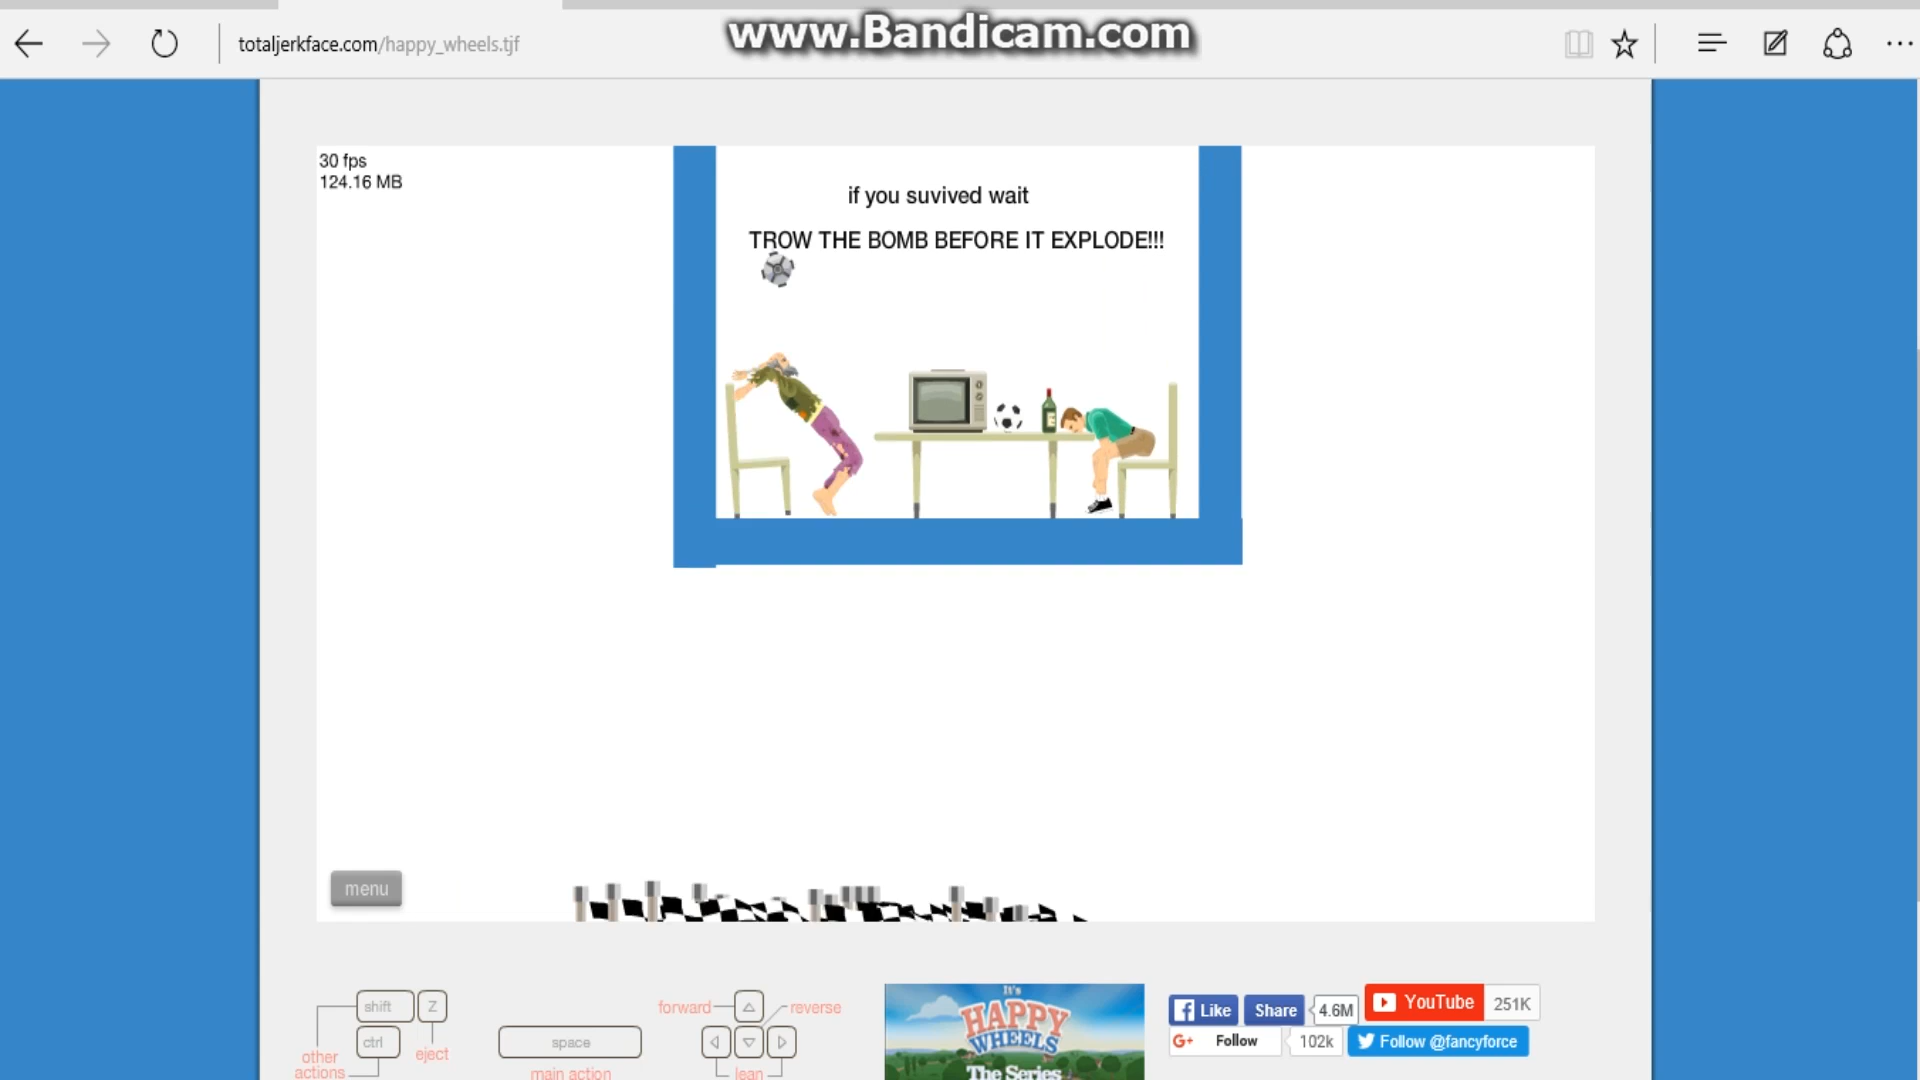 www.Bandicam.com
totaljerkface.com/happy_wheels.tjf
30 fps
124.16 MB
if you suvived wait
TROW THE BOMB BEFORE IT EXPLODE!!!
menu
shift
Z
ctrl
other
actions
eject
space
main action
forward
reverse
lean
It's
HAPPY
WHEELS
The Series
Like
Share
4.6M
YouTube
251K
G+
Follow
102k
Follow @fancyforce